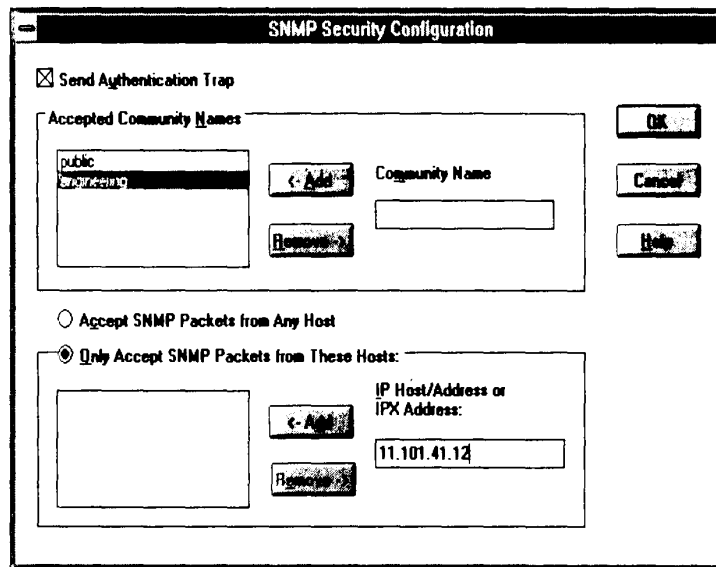 SNMP Security Configuration
Send Authentication Trap
Accepted Community Names
public
engineering
<- Add
Remove ->
Community Name
OK
Cancel
Help
Accept SNMP Packets from Any Host
Only Accept SNMP Packets from These Hosts:
<- Add
Remove ->
IP Host/Address or
IPX Address:
11.101.41.12